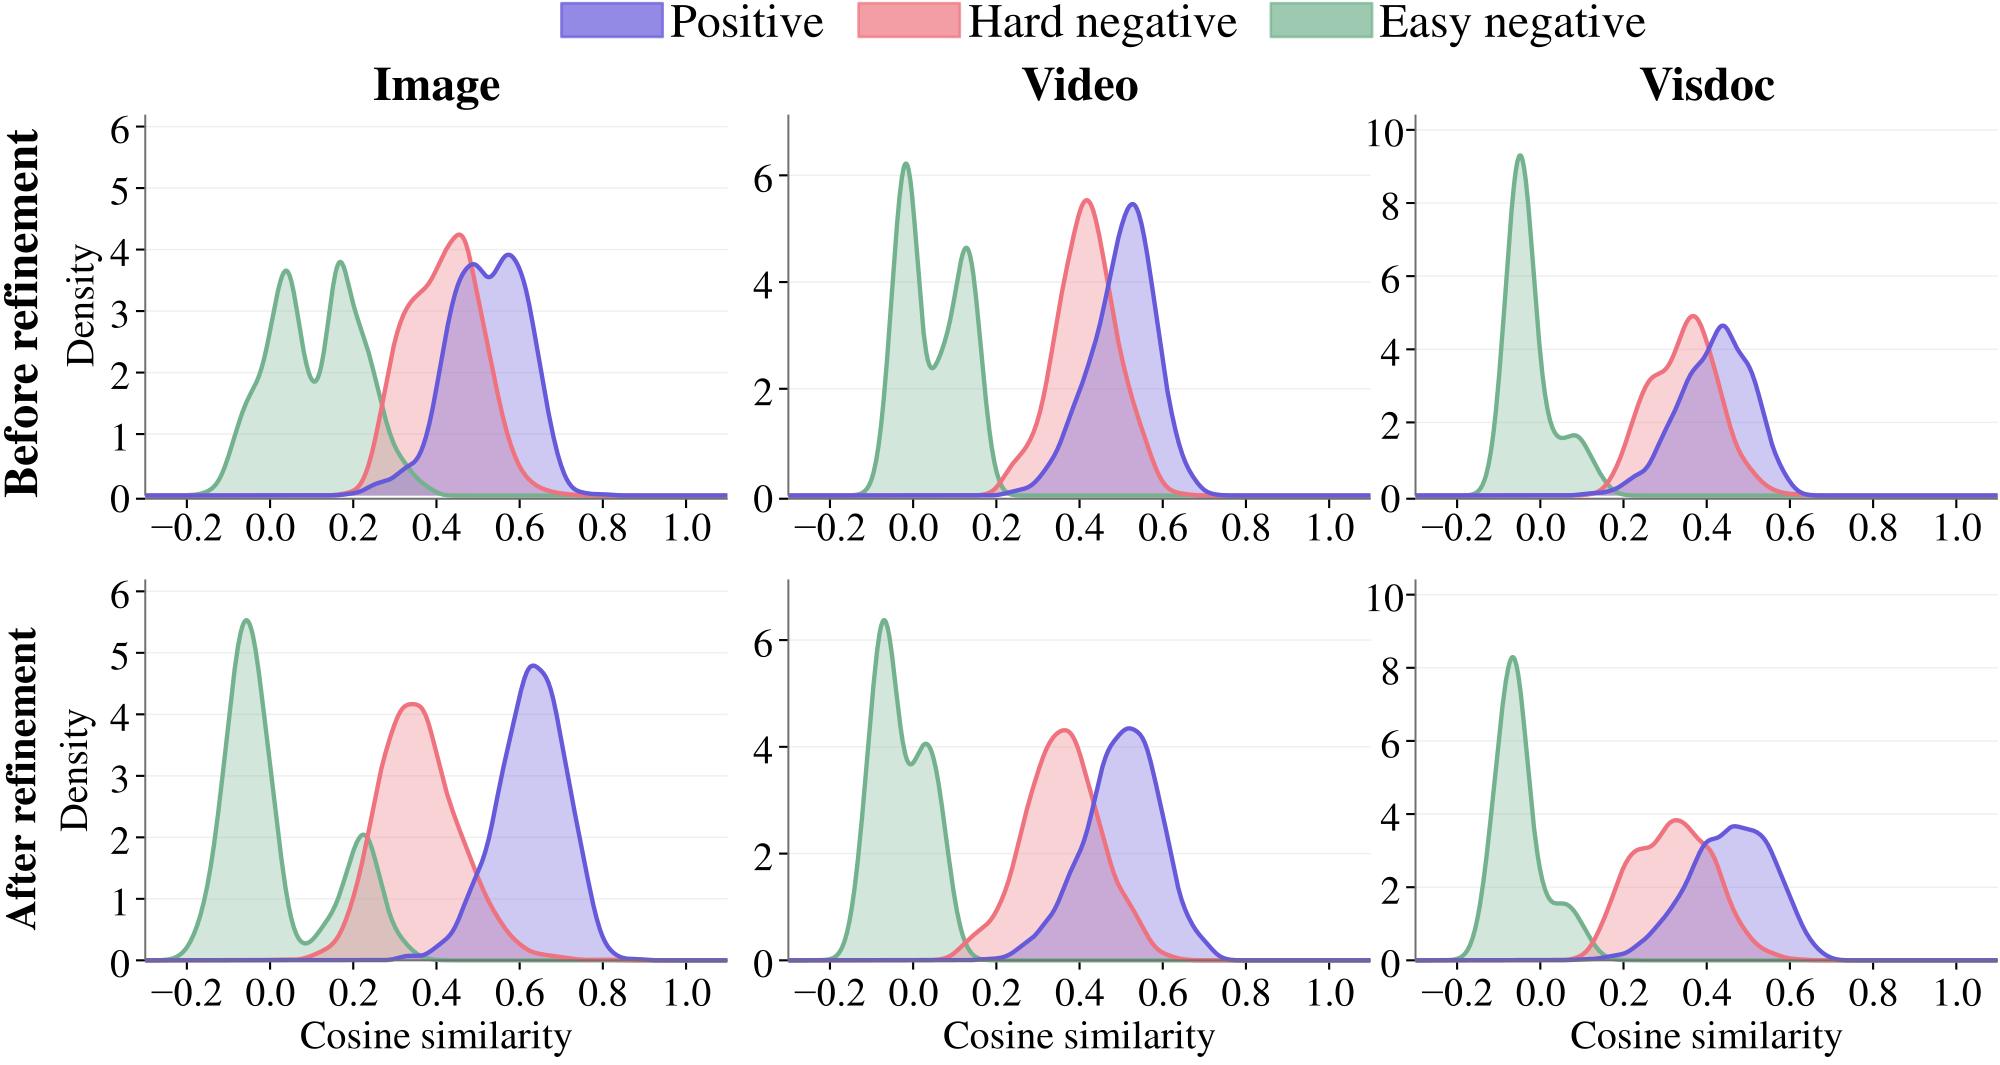 Positive Hard negative Easy negative
Image Video Visdoc
Before refinement
Density
6
5
4
3
2
1
0
−0.2 0.0 0.2 0.4 0.6 0.8 1.0
6
4
2
0
−0.2 0.0 0.2 0.4 0.6 0.8 1.0
10
8
6
4
2
0
−0.2 0.0 0.2 0.4 0.6 0.8 1.0
After refinement
Density
6
5
4
3
2
1
0
−0.2 0.0 0.2 0.4 0.6 0.8 1.0
Cosine similarity
6
4
2
0
−0.2 0.0 0.2 0.4 0.6 0.8 1.0
Cosine similarity
10
8
6
4
2
0
−0.2 0.0 0.2 0.4 0.6 0.8 1.0
Cosine similarity